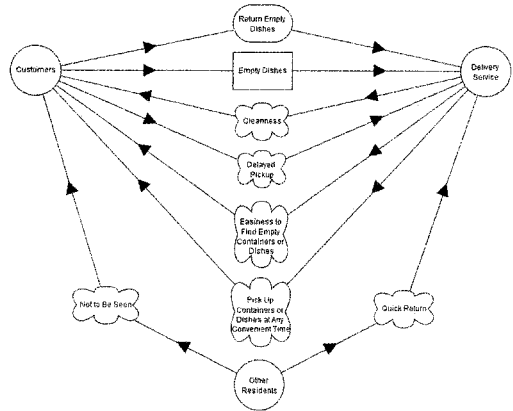 Return Empty
Dishes
Customers
Empty Dishes
Delivery
Service
Cleanness
Delayed
Pickup
Easiness to
Find Empty
Containers or
Dishes
Not to Be Seen
Pick Up
Containers or
Dishes at Any
Convenient Time
Quick Return
Other
Residents